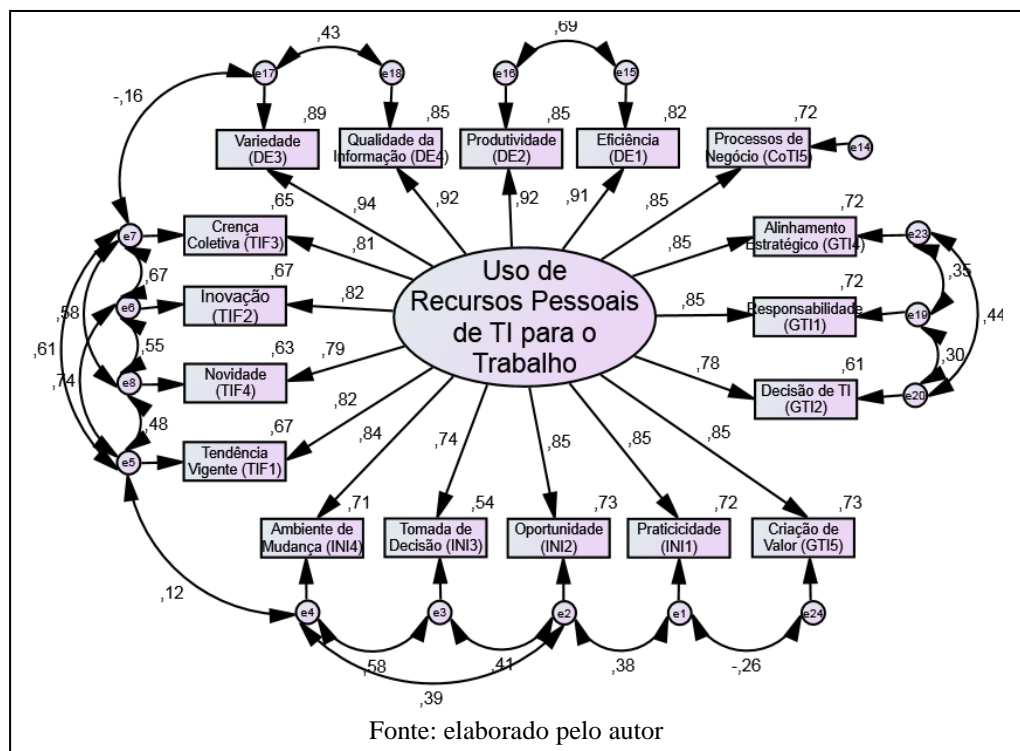 ,43
,69
e17
e18
e16
e15
-,16
,89
,85
,85
,82
,72
Variedade
(DE3)
Qualidade da
Informação (DE4)
Produtividade
(DE2)
Eficiência
(DE1)
Processos de
Negócio (CoTI5)
e14
,94
,92
,92
,91
,85
,65
,72
e7
Crença
Coletiva (TIF3)
,81
,85
Alinhamento
Estratégico (GTI4)
e23
,67
,67
,35
e6
Inovação
(TIF2)
,82
Uso de
Recursos Pessoais
de TI para o
Trabalho
,85
,72
Responsabilidade
(GTI1)
e19
,44
,58
,61
,74
,55
,63
,30
e8
Novidade
(TIF4)
,79
,78
,61
Decisão de TI
(GTI2)
e20
,48
,67
e5
Tendência
Vigente (TIF1)
,82
,84
,74
,85
,85
,85
,71
,54
,73
,72
,73
Ambiente de
Mudança (INI4)
Tomada de
Decisão (INI3)
Oportunidade
(INI2)
Praticicidade
(INI1)
Criação de
Valor (GTI5)
,12
e4
e3
e2
e1
e24
,58
,41
,38
-,26
,39
Fonte: elaborado pelo autor